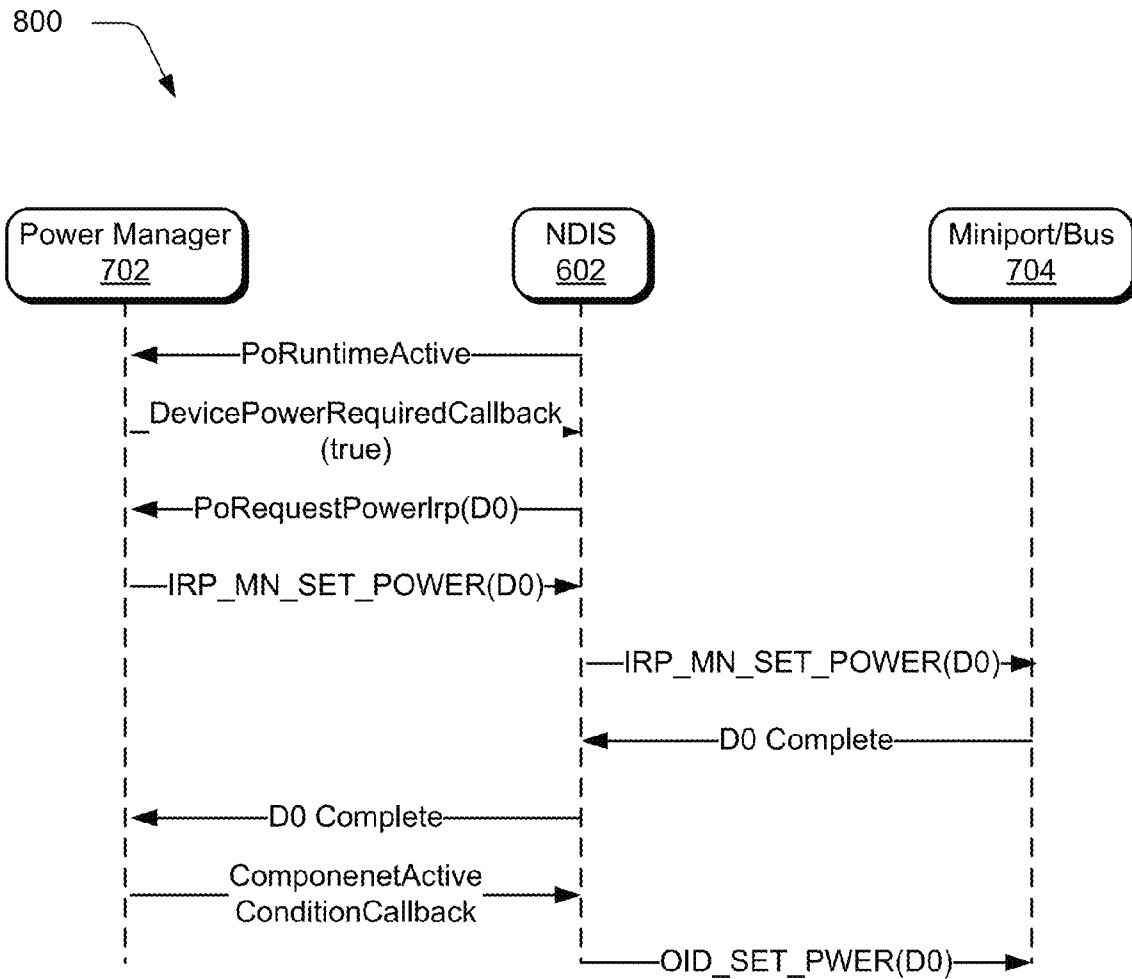 800
Power Manager
702
NDIS
602
Miniport/Bus
704
PoRuntimeActive
DevicePowerRequiredCallback
(true)
PoRequestPowerIrp(D0)
IRP_MN_SET_POWER(D0)
IRP_MN_SET_POWER(D0)
D0 Complete
D0 Complete
ComponenetActive
ConditionCallback
OID_SET_PWER(D0)